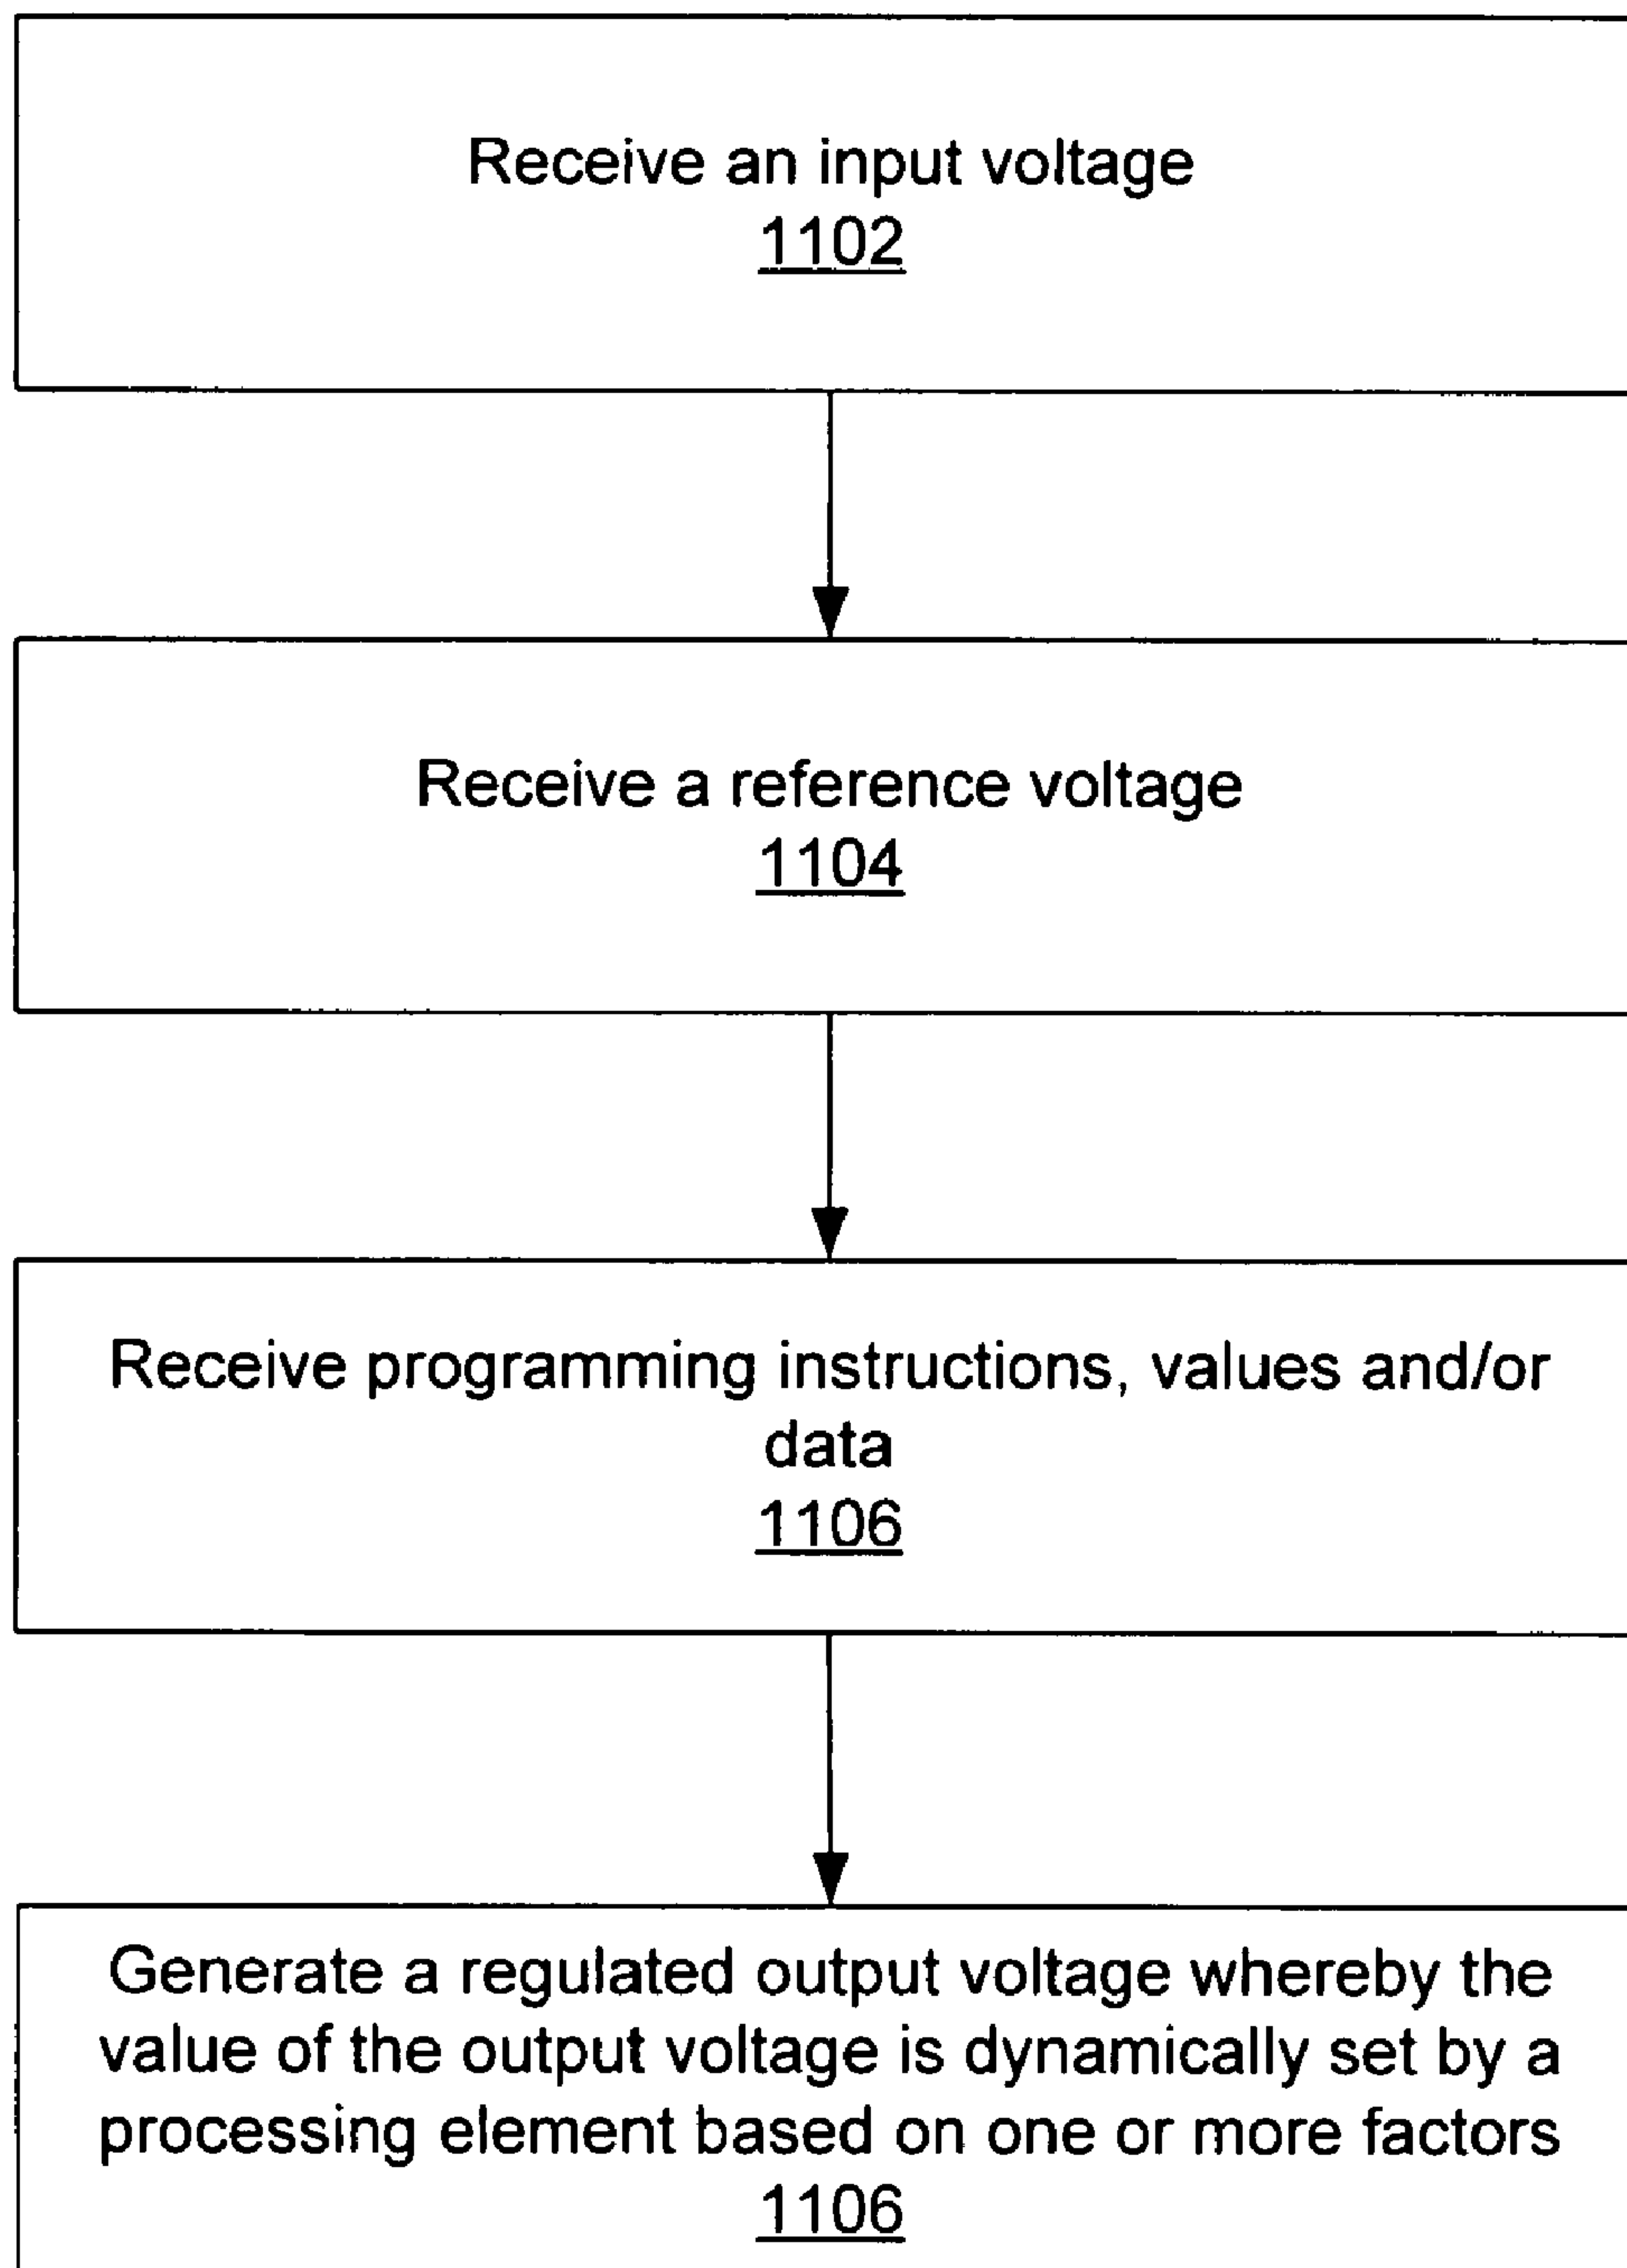 Receive an input voltage
1102
Receive a reference voltage
1104
Receive programming instructions, values and/or
data
1106
Generate a regulated output voltage whereby the
value of the output voltage is dynamically set by a
processing element based on one or more factors
1106